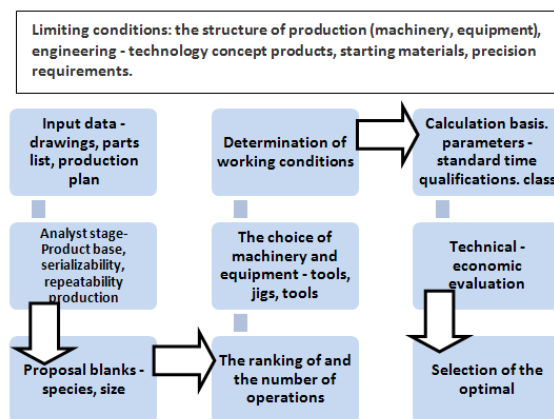 Limiting conditions: the structure of production (machinery, equipment),
engineering - technology concept products, starting materials, precision
requirements.
Input data -
drawings, parts
list, production
plan
Analyst stage-
Product base,
serializability,
repeatability
production
Proposal blanks -
species, size
Determination of
working conditions
The choice of
machinery and
equipment - tools,
jigs, tools
The ranking of and
the number of
operations
Calculation basis.
parameters -
standard time
qualifications. class
Technical -
economic
evaluation
Selection of the
optimal